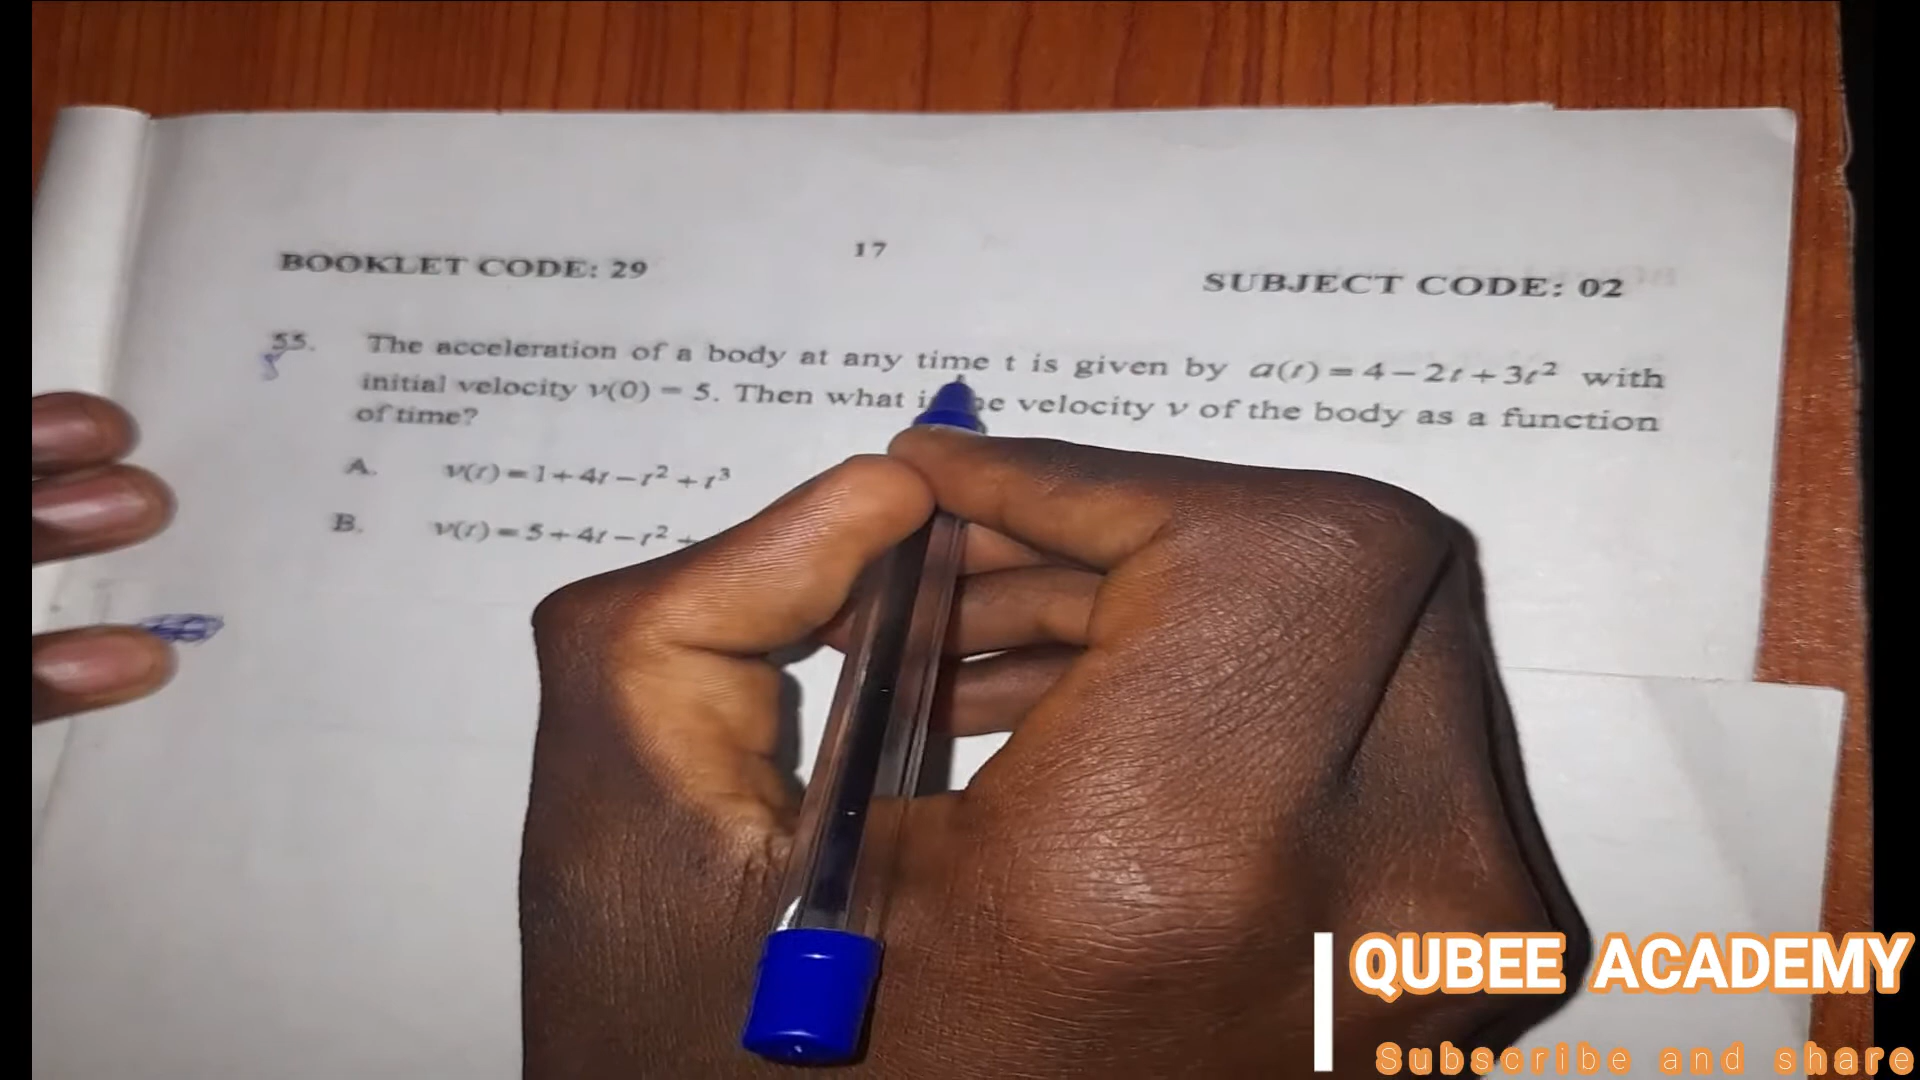 17
BOOKLET CODE: 29
SUBJECT CODE: 02
55. The acceleration of a body at any time t is given by a(t) = 4 − 2t + 3t² with
initial velocity v(0) = 5. Then what velocity v of the body as a function
of time?
A. v(t) = 1 + 4t − t² + t³
B. v(t) = 5 + 4t − t² +
QUBEE ACADEMY
Subscribe and share